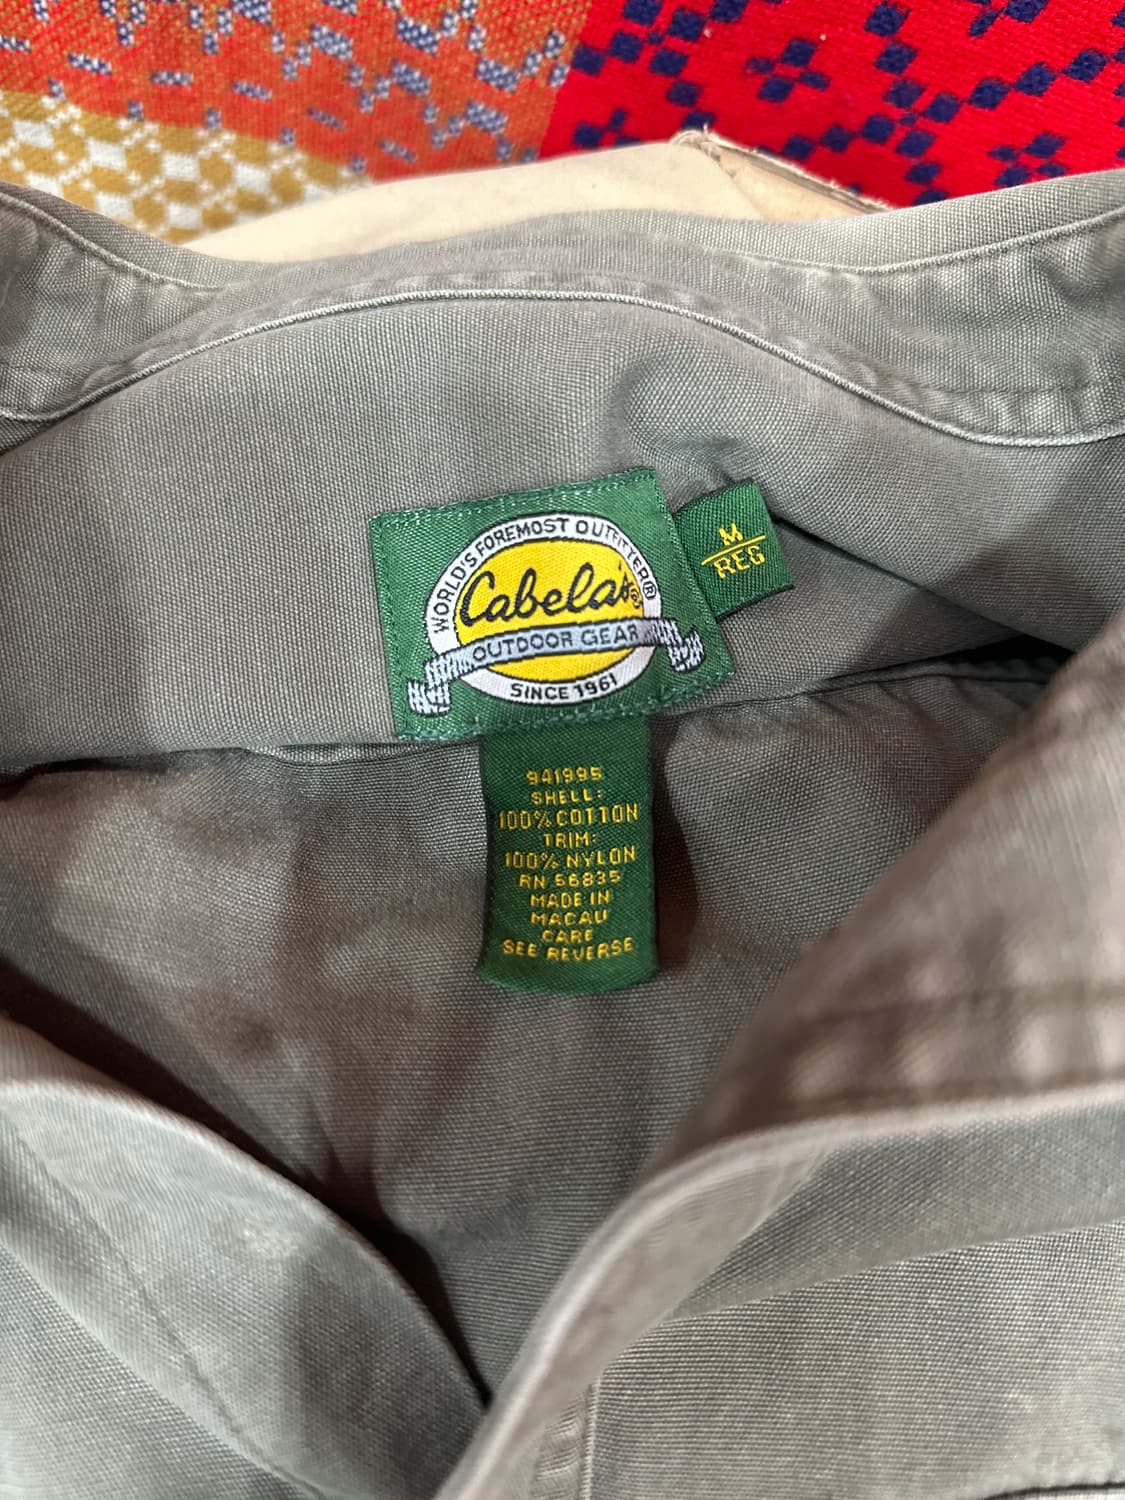 WORLD'S FOREMOST OUTFITTER®
Cabela's®
OUTDOOR GEAR
SINCE 1961
M
REG
941995
SHELL:
100% COTTON
TRIM:
100% NYLON
RN 56835
MADE IN
MACAU
CARE
SEE REVERSE